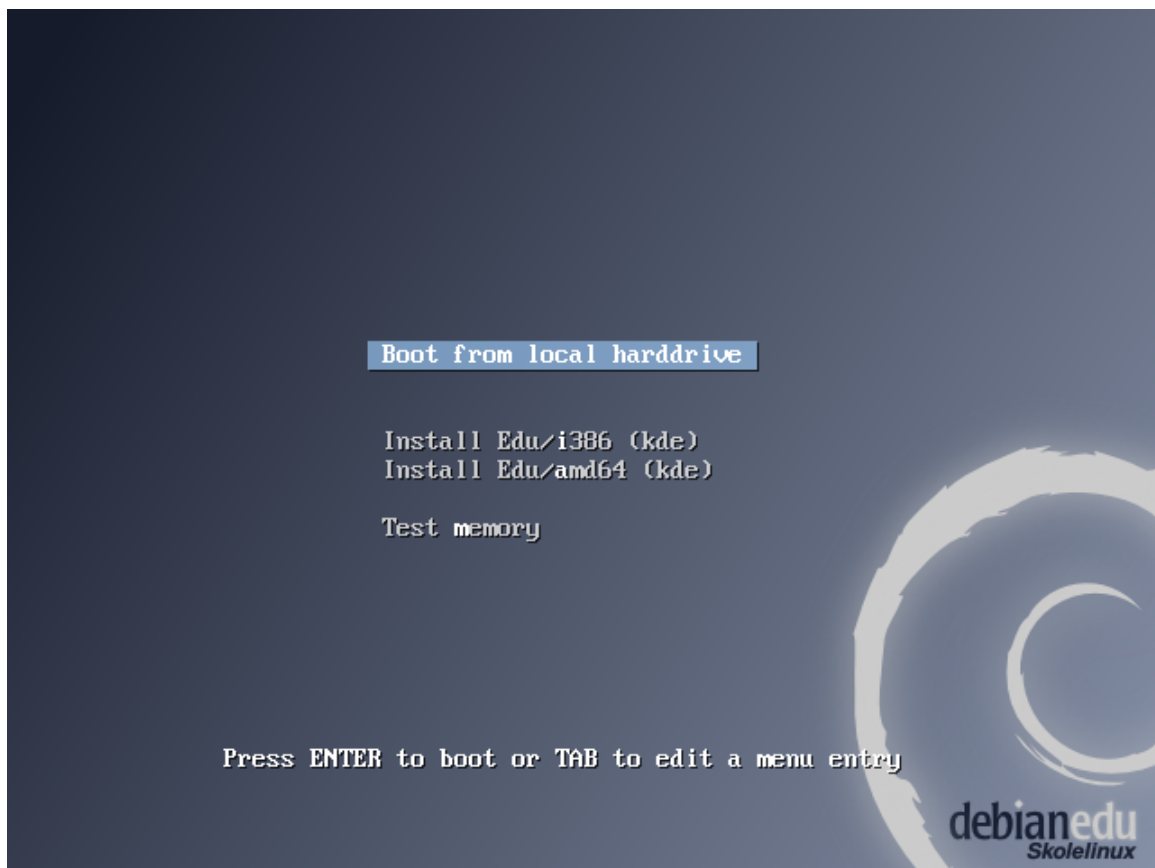 Boot from local harddrive
Install Edu/i386 (kde)
Install Edu/amd64 (kde)
Test memory
Press ENTER to boot or TAB to edit a menu entry
debianedu
Skolelinux